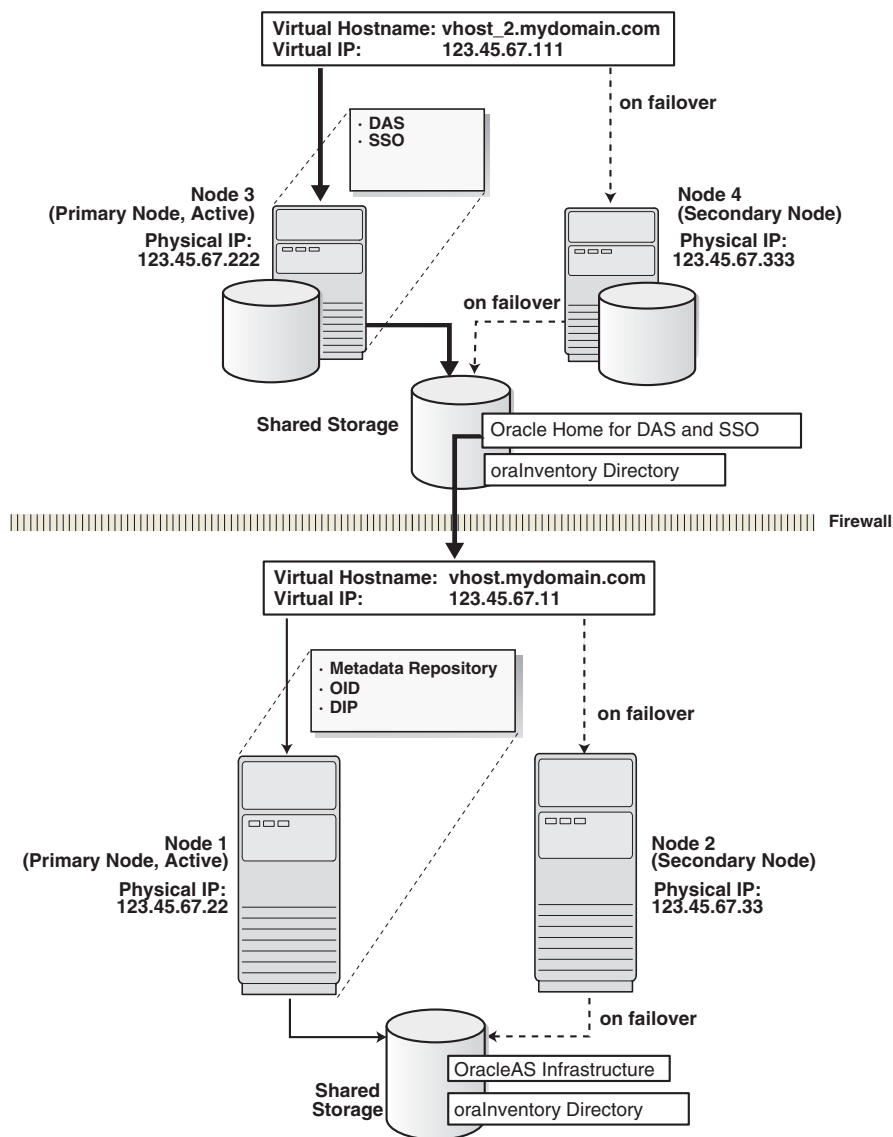 Virtual Hostname: vhost_2.mydomain.com
Virtual IP: 123.45.67.111
on failover
· DAS
· SSO
Node 3
(Primary Node, Active)
Physical IP:
123.45.67.222
Node 4
(Secondary Node)
Physical IP:
123.45.67.333
on failover
Shared Storage
Oracle Home for DAS and SSO
oraInventory Directory
Firewall
Virtual Hostname: vhost.mydomain.com
Virtual IP: 123.45.67.11
· Metadata Repository
· OID
· DIP
on failover
Node 1
(Primary Node, Active)
Physical IP:
123.45.67.22
Node 2
(Secondary Node)
Physical IP:
123.45.67.33
on failover
Shared
Storage
OracleAS Infrastructure
oraInventory Directory